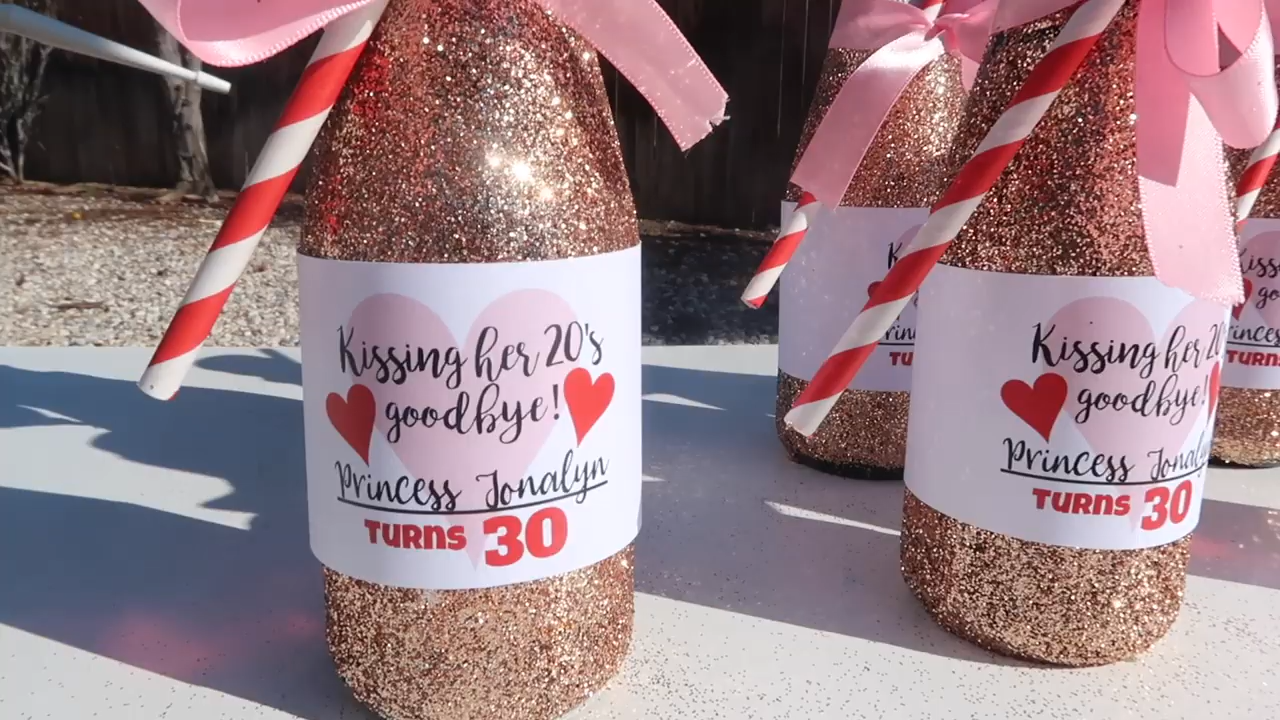 Kissing her 20's
goodbye!
Princess Jonalyn
TURNS 30
Kissing her 20
goodbye!
Princess Jonaly
TURNS 30